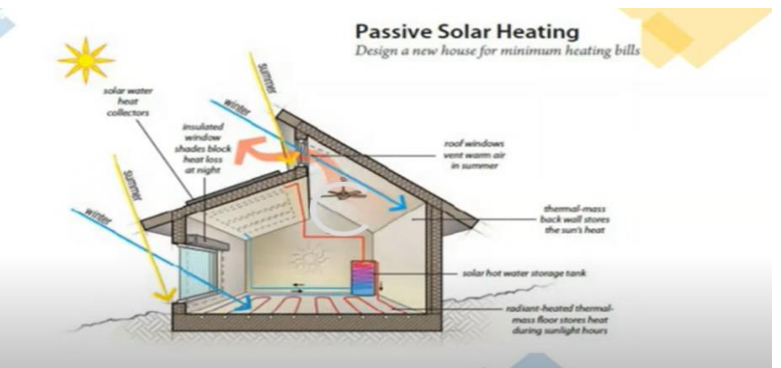 Passive Solar Heating
Design a new house for minimum heating bills
summer
winter
solar water
heat
collectors
insulated
window
shades block
heat loss
at night
roof windows
vent warm air
in summer
summer
winter
thermal-mass
back wall stores
the sun's heat
solar hot water storage tank
radiant-heated thermal-
mass floor stores heat
during sunlight hours